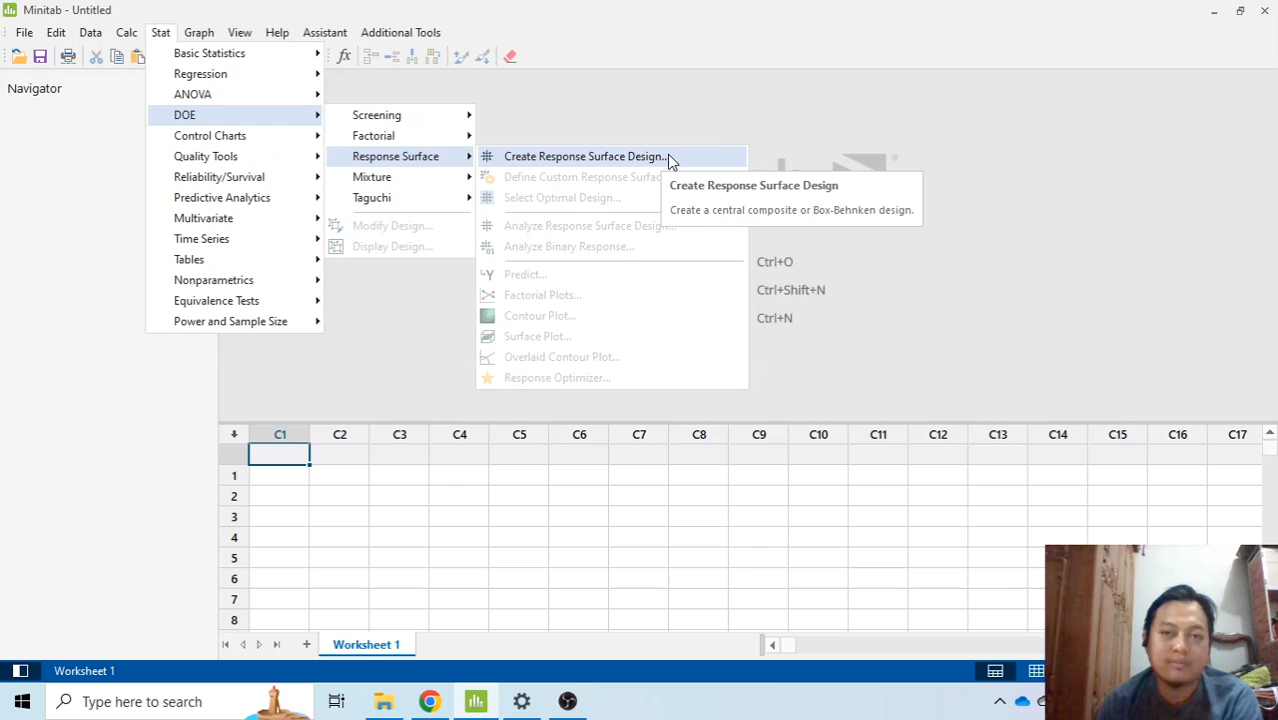 Minitab - Untitled
File Edit Data Calc Stat Graph View Help Assistant Additional Tools
fx
Navigator
Basic Statistics
Regression
ANOVA
DOE
Control Charts
Quality Tools
Reliability/Survival
Predictive Analytics
Multivariate
Time Series
Tables
Nonparametrics
Equivalence Tests
Power and Sample Size
Screening
Factorial
Response Surface
Mixture
Taguchi
Modify Design...
Display Design...
Create Response Surface Design...
Define Custom Response Surfac
Select Optimal Design...
Analyze Response Surface Design...
Analyze Binary Response...
Predict...
Factorial Plots...
Contour Plot...
Surface Plot...
Overlaid Contour Plot...
Response Optimizer...
Create Response Surface Design
Create a central composite or Box-Behnken design.
Ctrl+O
Ctrl+Shift+N
Ctrl+N
C1 C2 C3 C4 C5 C6 C7 C8 C9 C10 C11 C12 C13 C14 C15 C16 C17
1
2
3
4
5
6
7
8
Worksheet 1
Worksheet 1
Type here to search